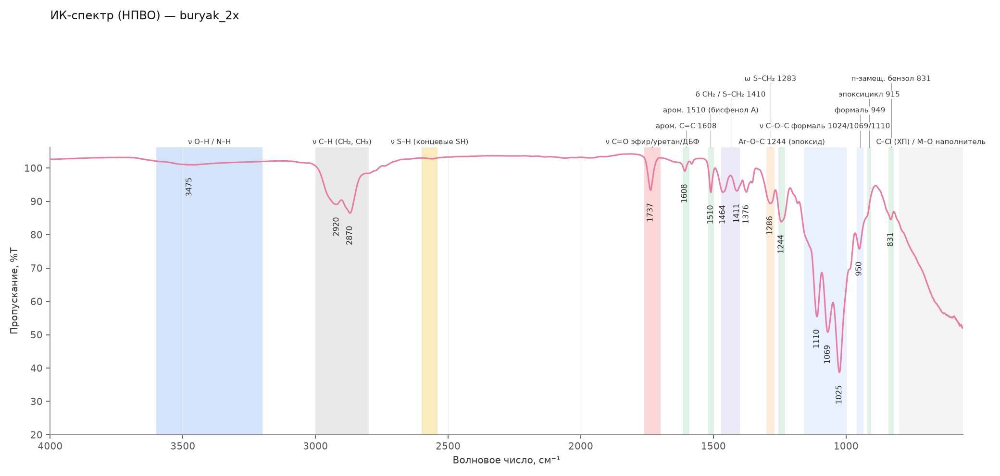 ИК-спектр (НПВО) — buryak_2x
ω S–CH₂ 1283
п-замещ. бензол 831
δ CH₂ / S–CH₂ 1410
эпоксицикл 915
аром. 1510 (бисфенол А)
формаль 949
аром. C=C 1608
ν C–O–C формаль 1024/1069/1110
ν O–H / N–H
ν C–H (CH₂, CH₃)
ν S–H (концевые SH)
ν C=O эфир/уретан/ДБФ
Ar–O–C 1244 (эпоксид)
C–Cl (ХП) / M–O наполнитель
Пропускание, %Т
100
90
80
70
60
50
40
30
20
3475
2920
2870
1737
1608
1510
1464
1411
1376
1286
1244
1110
1069
1025
950
831
4000
3500
3000
2500
2000
1500
1000
Волновое число, см⁻¹